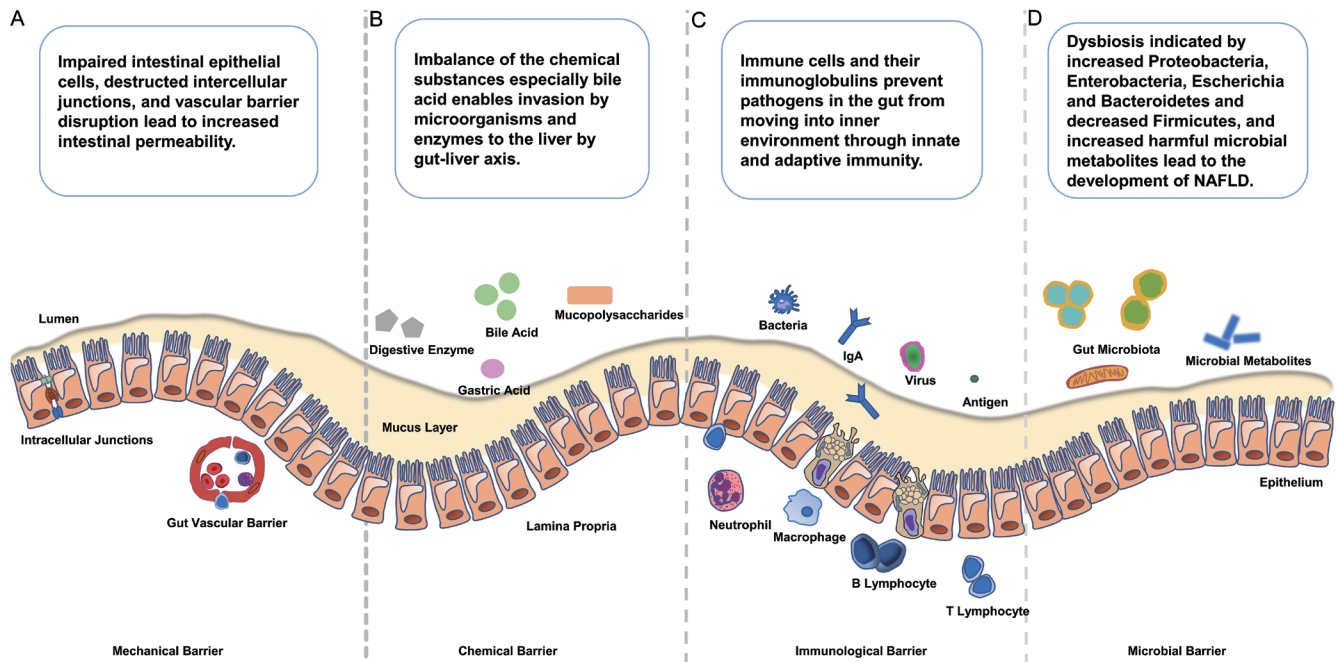 A
Impaired intestinal epithelial
cells, destructed intercellular
junctions, and vascular barrier
disruption lead to increased
intestinal permeability.
B
Imbalance of the chemical
substances especially bile
acid enables invasion by
microorganisms and
enzymes to the liver by
gut-liver axis.
C
Immune cells and their
immunoglobulins prevent
pathogens in the gut from
moving into inner
environment through innate
and adaptive immunity.
D
Dysbiosis indicated by
increased Proteobacteria,
Enterobacteria, Escherichia
and Bacteroidetes and
decreased Firmicutes, and
increased harmful microbial
metabolites lead to the
development of NAFLD.
Lumen
Intracellular Junctions
Gut Vascular Barrier
Mechanical Barrier
Digestive Enzyme
Bile Acid
Mucopolysaccharides
Gastric Acid
Mucus Layer
Lamina Propria
Chemical Barrier
Bacteria
IgA
Virus
Antigen
Neutrophil
Macrophage
B Lymphocyte
T Lymphocyte
Immunological Barrier
Gut Microbiota
Microbial Metabolites
Epithelium
Microbial Barrier